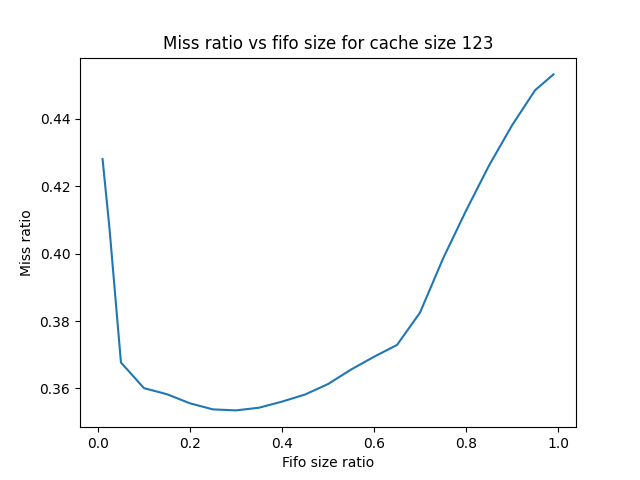 Miss ratio vs fifo size for cache size 123
Miss ratio
0.44
0.42
0.40
0.38
0.36
0.0 0.2 0.4 0.6 0.8 1.0
Fifo size ratio